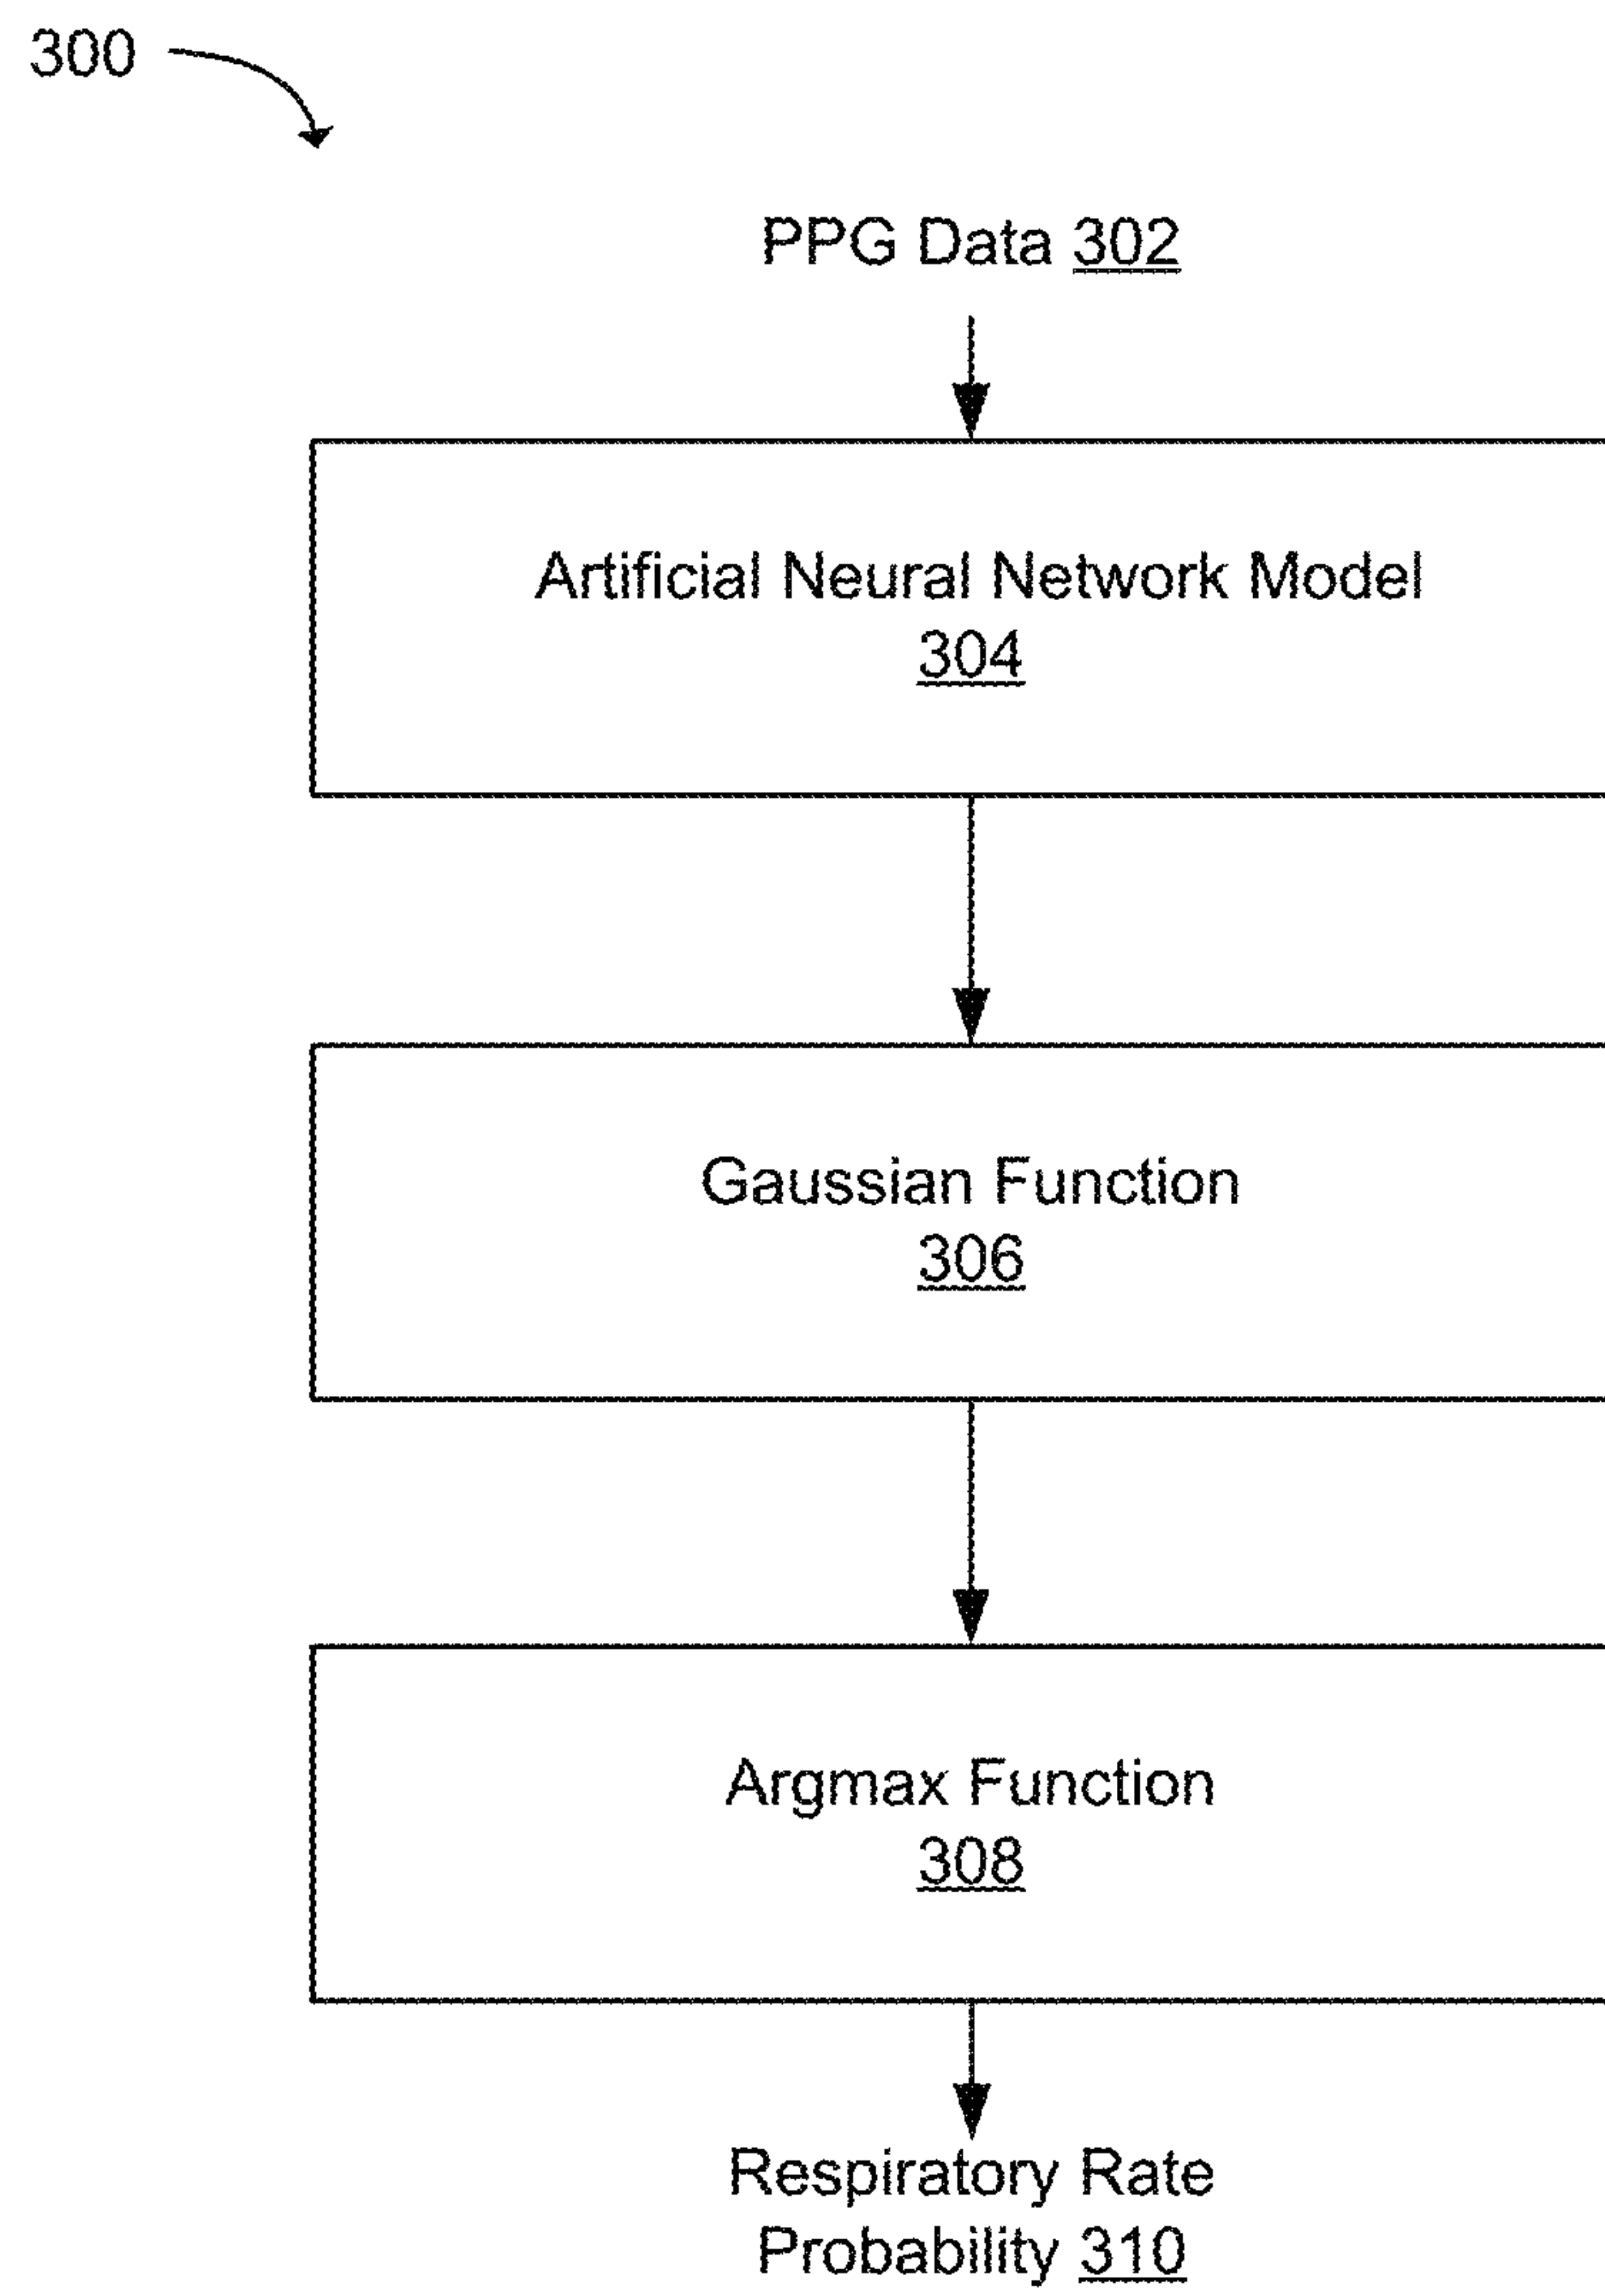 300
PPG Data 302
Artificial Neural Network Model
304
Gaussian Function
306
Argmax Function
308
Respiratory Rate
Probability 310